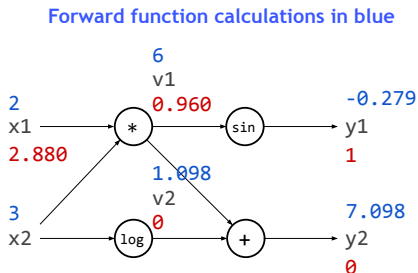 Forward function calculations in blue
6
v1
0.960
2
x1
2.880
*
sin
-0.279
y1
1
1.098
v2
0
3
x2
log
+
7.098
y2
0